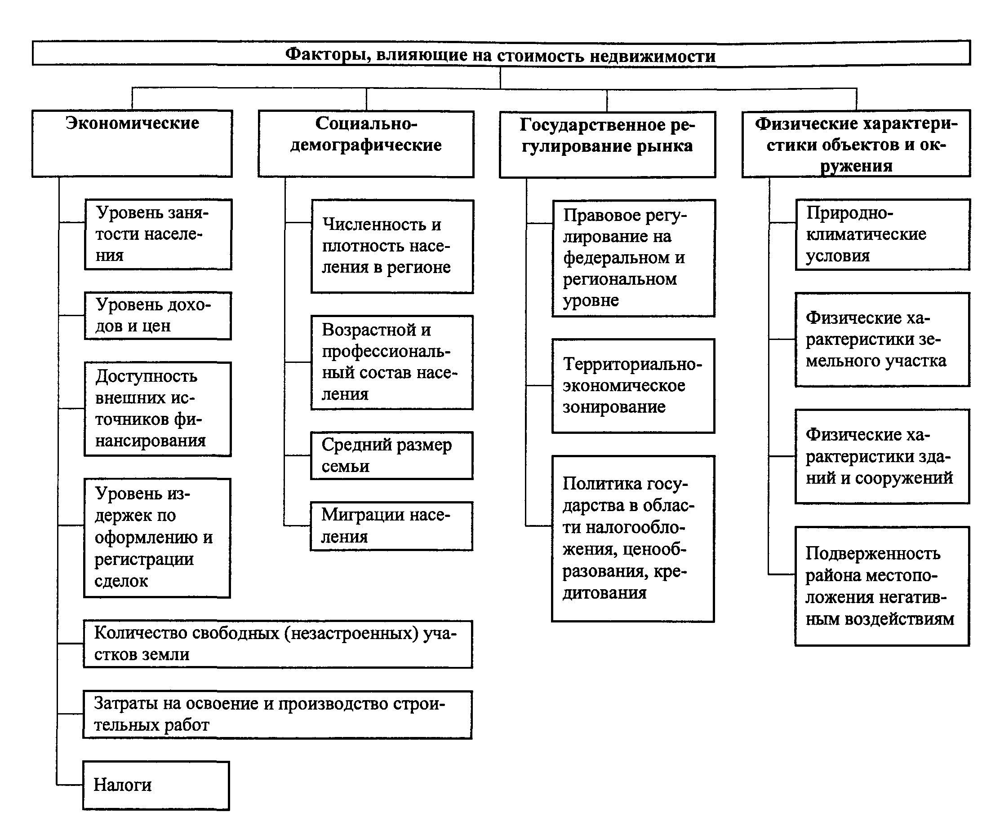 Факторы, влияющие на стоимость недвижимости
Экономические
Социально-
демографические
Государственное ре-
гулирование рынка
Физические характери-
стики объектов и ок-
ружения
Уровень заня-
тости населе-
ния
Уровень дохо-
дов и цен
Доступность
внешних ис-
точников фи-
нансирования
Уровень из-
держек по
оформлению и
регистрации
сделок
Количество свободных (незастроенных) уча-
стков земли
Затраты на освоение и производство строи-
тельных работ
Налоги
Численность и
плотность насе-
ления в регионе
Возрастной и
профессиональ-
ный состав насе-
ления
Средний размер
семьи
Миграции насе-
ления
Правовое регу-
лирование на
федеральном и
региональном
уровне
Территориально-
экономическое
зонирование
Политика госу-
дарства в облас-
ти налогообло-
жения, ценооб-
разования, кре-
дитования
Природно-
климатические
условия
Физические ха-
рактеристики зе-
мельного участка
Физические ха-
рактеристики зда-
ний и сооружений
Подверженность
района местопо-
ложения негатив-
ным воздействиям